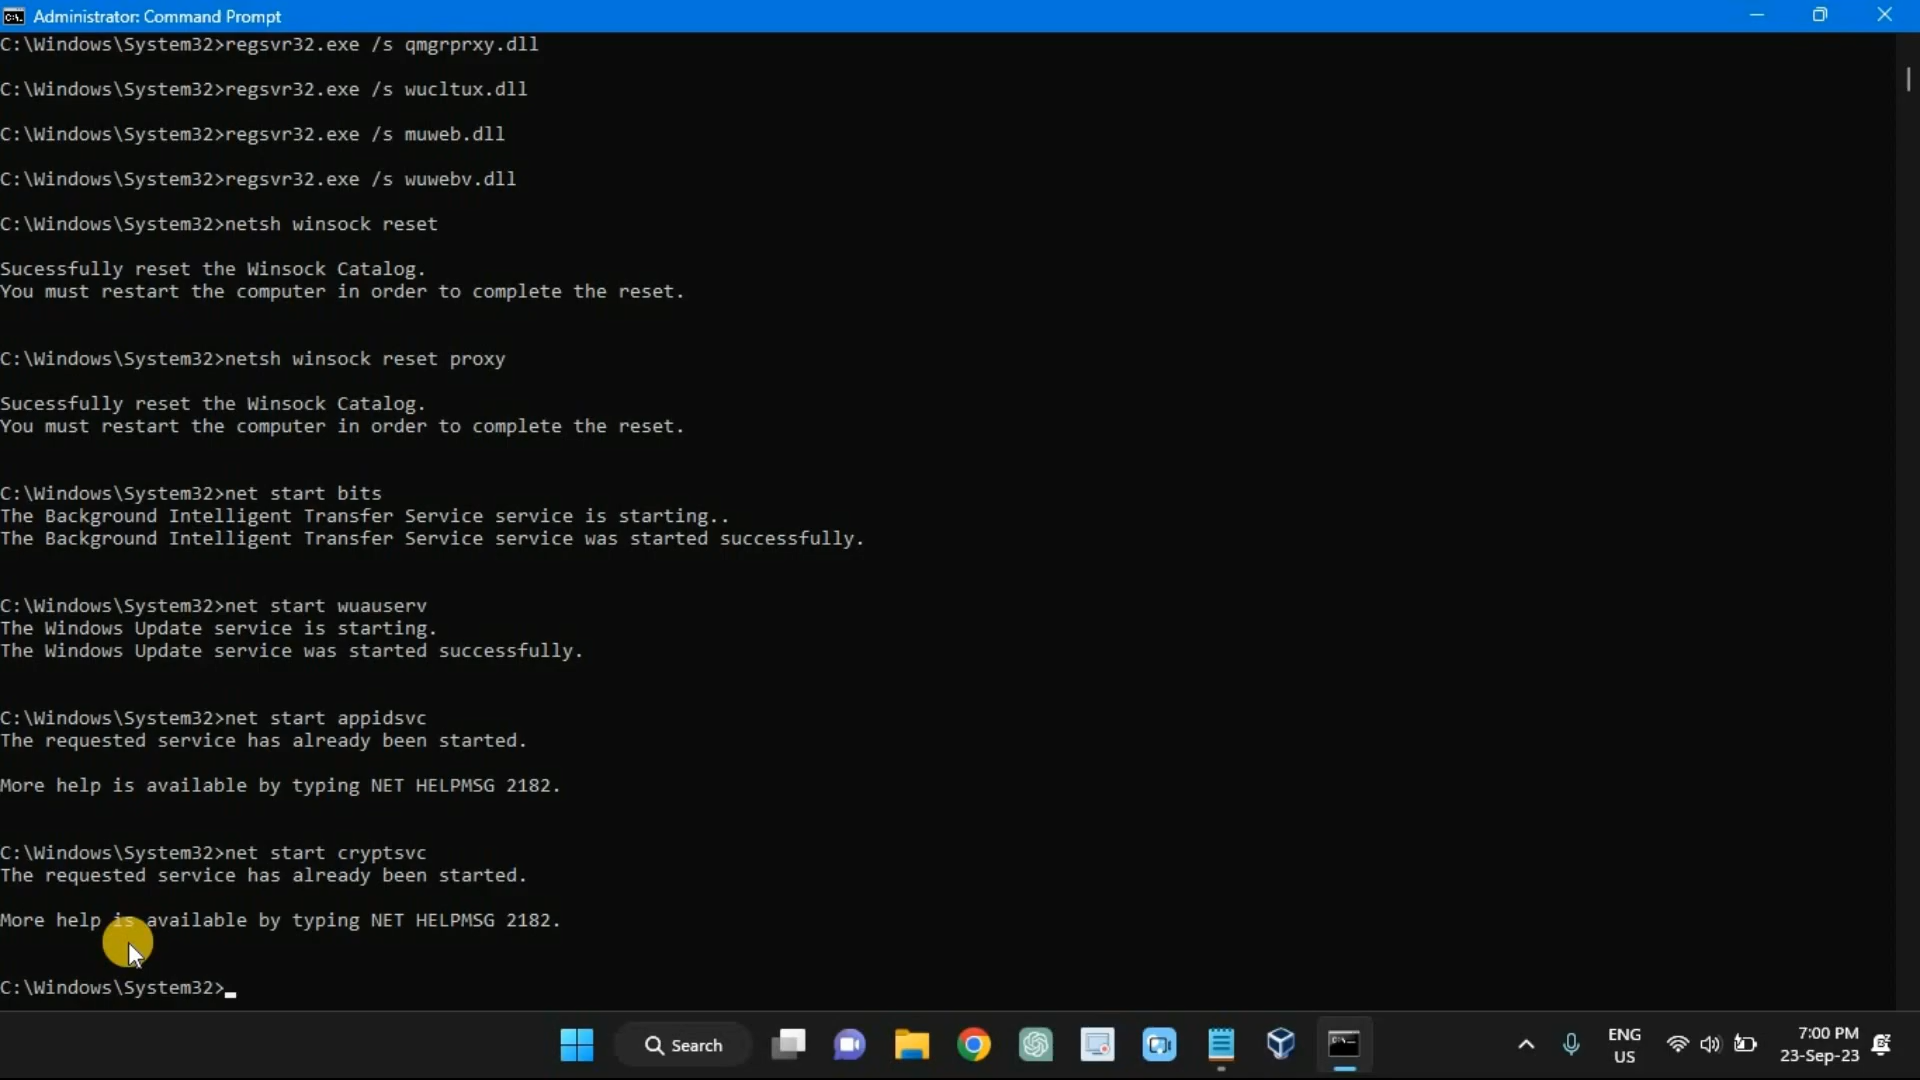 Administrator: Command Prompt
C:\Windows\System32>regsvr32.exe /s qmgrprxy.dll
C:\Windows\System32>regsvr32.exe /s wucltux.dll
C:\Windows\System32>regsvr32.exe /s muweb.dll
C:\Windows\System32>regsvr32.exe /s wuwebv.dll
C:\Windows\System32>netsh winsock reset
Sucessfully reset the Winsock Catalog.
You must restart the computer in order to complete the reset.
C:\Windows\System32>netsh winsock reset proxy
Sucessfully reset the Winsock Catalog.
You must restart the computer in order to complete the reset.
C:\Windows\System32>net start bits
The Background Intelligent Transfer Service service is starting..
The Background Intelligent Transfer Service service was started successfully.
C:\Windows\System32>net start wuauserv
The Windows Update service is starting.
The Windows Update service was started successfully.
C:\Windows\System32>net start appidsvc
The requested service has already been started.
More help is available by typing NET HELPMSG 2182.
C:\Windows\System32>net start cryptsvc
The requested service has already been started.
More help is available by typing NET HELPMSG 2182.
C:\Windows\System32>
Search
ENG
US
7:00 PM
23-Sep-23